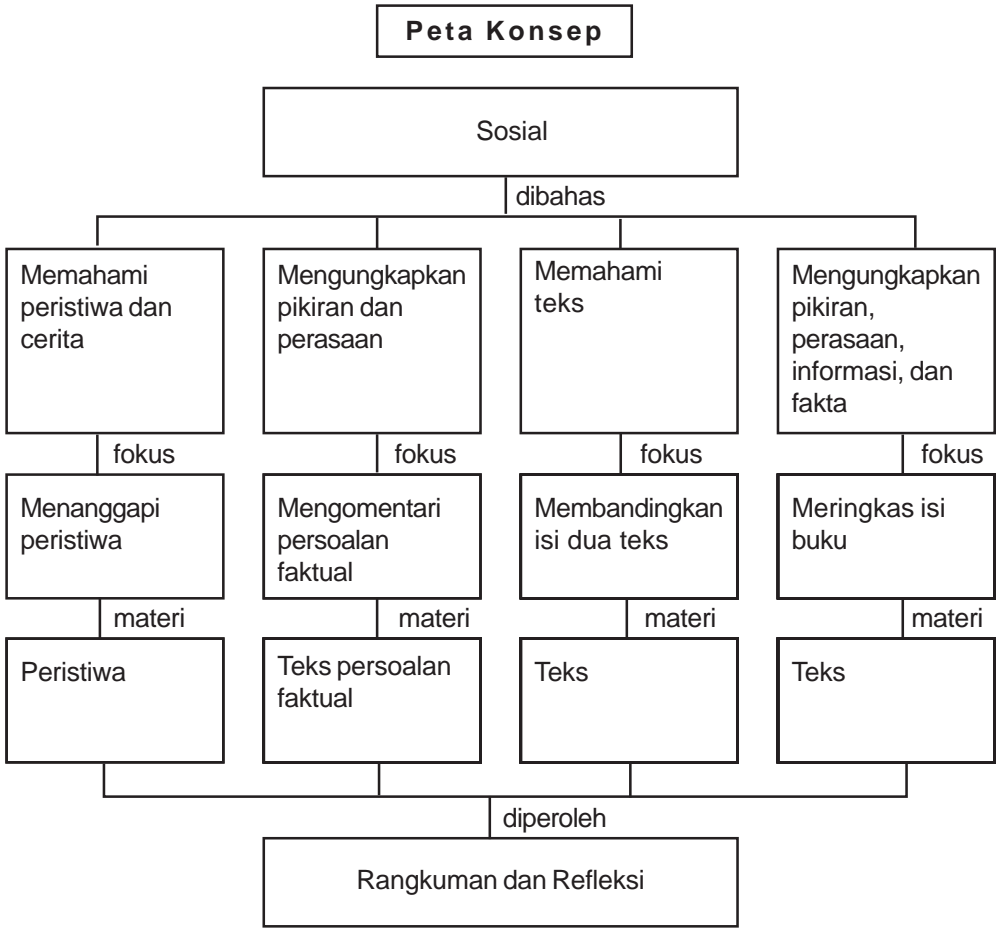 Peta Konsep
Sosial
dibahas
Memahami
peristiwa dan
cerita
Mengungkapkan
pikiran dan
perasaan
Memahami
teks
Mengungkapkan
pikiran,
perasaan,
informasi, dan
fakta
fokus
fokus
fokus
fokus
Menanggapi
peristiwa
Mengomentari
persoalan
faktual
Membandingkan
isi dua teks
Meringkas isi
buku
materi
materi
materi
materi
Peristiwa
Teks persoalan
faktual
Teks
Teks
diperoleh
Rangkuman dan Refleksi